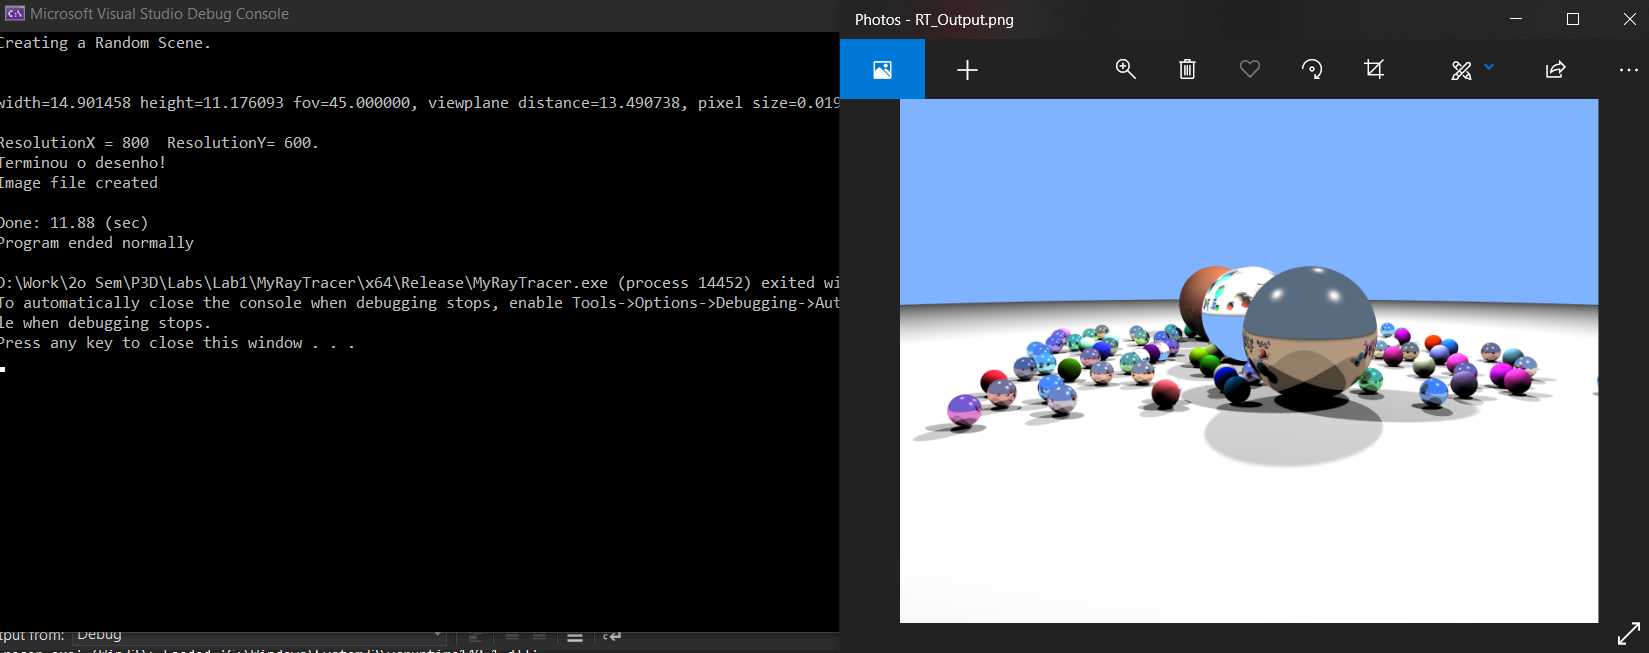 Microsoft Visual Studio Debug Console
Creating a Random Scene.
width=14.901458 height=11.176093 fov=45.000000, viewplane distance=13.490738, pixel size=0.019
ResolutionX = 800  ResolutionY= 600.
Terminou o desenho!
Image file created
Done: 11.88 (sec)
Program ended normally
D:\Work\2o Sem\P3D\Labs\Lab1\MyRayTracer\x64\Release\MyRayTracer.exe (process 14452) exited wi
To automatically close the console when debugging stops, enable Tools->Options->Debugging->Aut
le when debugging stops.
Press any key to close this window . . .
tput from: Debug
Photos - RT_Output.png